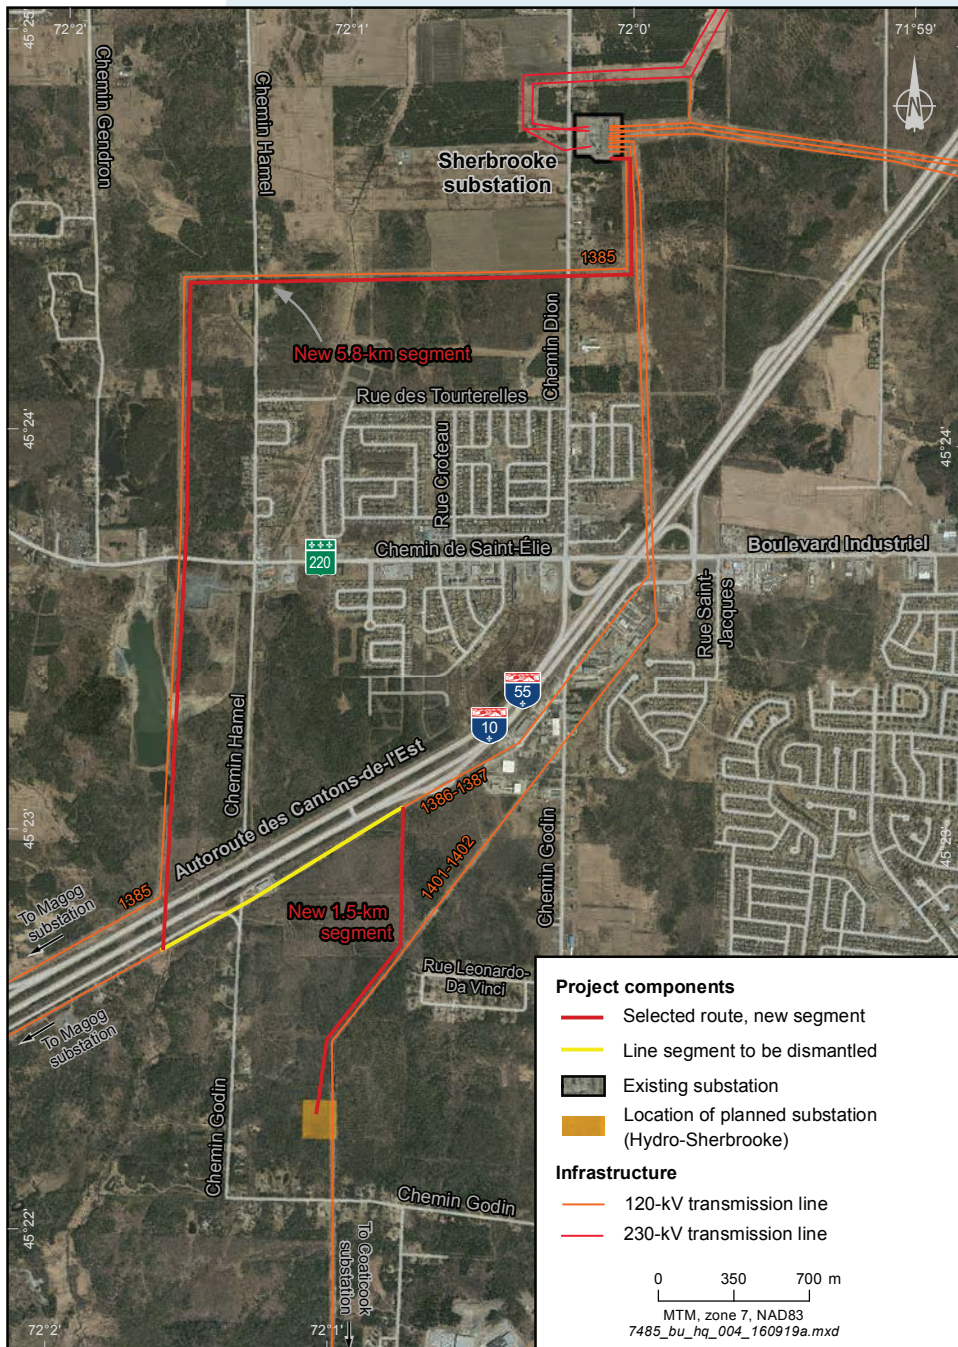 72°2'
72°1'
72°0'
71°59'
45°25'
N
Chemin Gendron
Chemin Hamel
Sherbrooke
substation
1385
Chemin Dion
New 5.8-km segment
Rue des Tourterelles
45°24'
45°24'
Rue Croteau
Chemin de Saint-Élie
Boulevard Industriel
220
Rue Saint-
Jacques
55
10
Chemin Hamel
Autoroute des Cantons-de-l'Est
1386-1387
45°23'
45°23'
1401-1402
Chemin Godin
1385
To Magog
substation
New 1.5-km
segment
Rue Leonardo-
Da Vinci
To Magog
substation
Chemin Godin
Chemin Godin
45°22'
To Coaticook
substation
72°2'
72°1'
Project components
Selected route, new segment
Line segment to be dismantled
Existing substation
Location of planned substation
(Hydro-Sherbrooke)
Infrastructure
120-kV transmission line
230-kV transmission line
0 350 700 m
MTM, zone 7, NAD83
7485_bu_hq_004_160919a.mxd